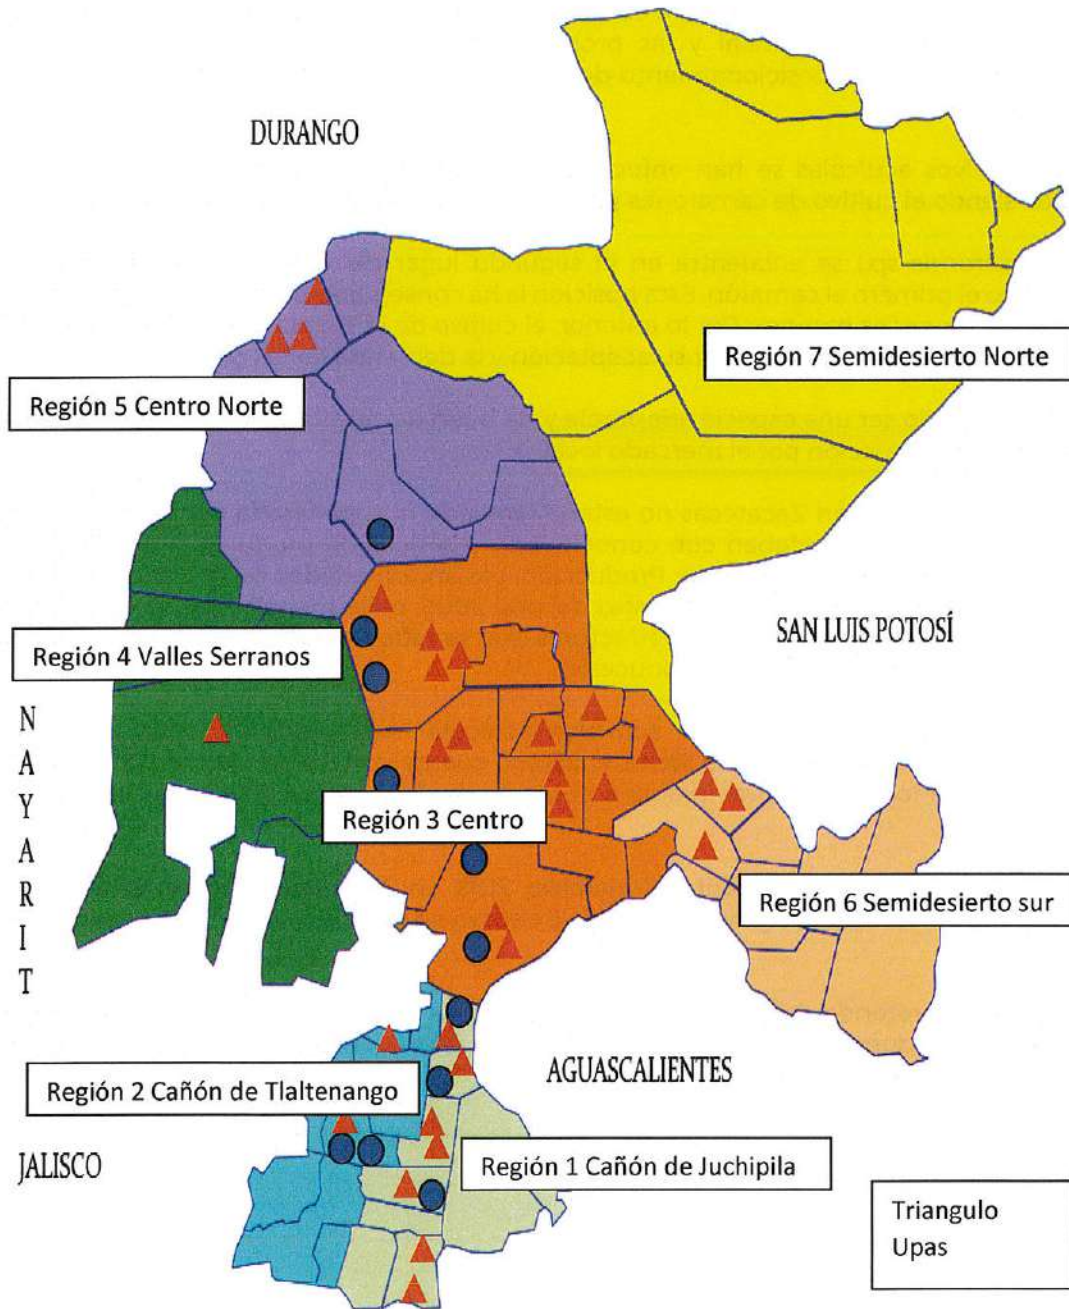 DURANGO
Región 7 Semidesierto Norte
Región 5 Centro Norte
SAN LUIS POTOSÍ
Región 4 Valles Serranos
NAYARIT
Región 3 Centro
Región 6 Semidesierto sur
AGUASCALIENTES
Región 2 Cañón de Tlaltenango
JALISCO
Región 1 Cañón de Juchipila
Triangulo
Upas